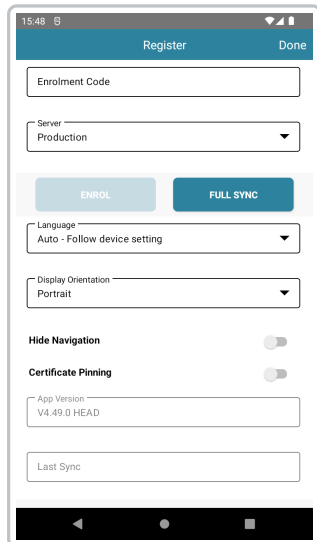 15:48
Register
Done
Enrolment Code
Server
Production
ENROL
FULL SYNC
Language
Auto - Follow device setting
Display Orientation
Portrait
Hide Navigation
Certificate Pinning
App Version
V4.49.0 HEAD
Last Sync